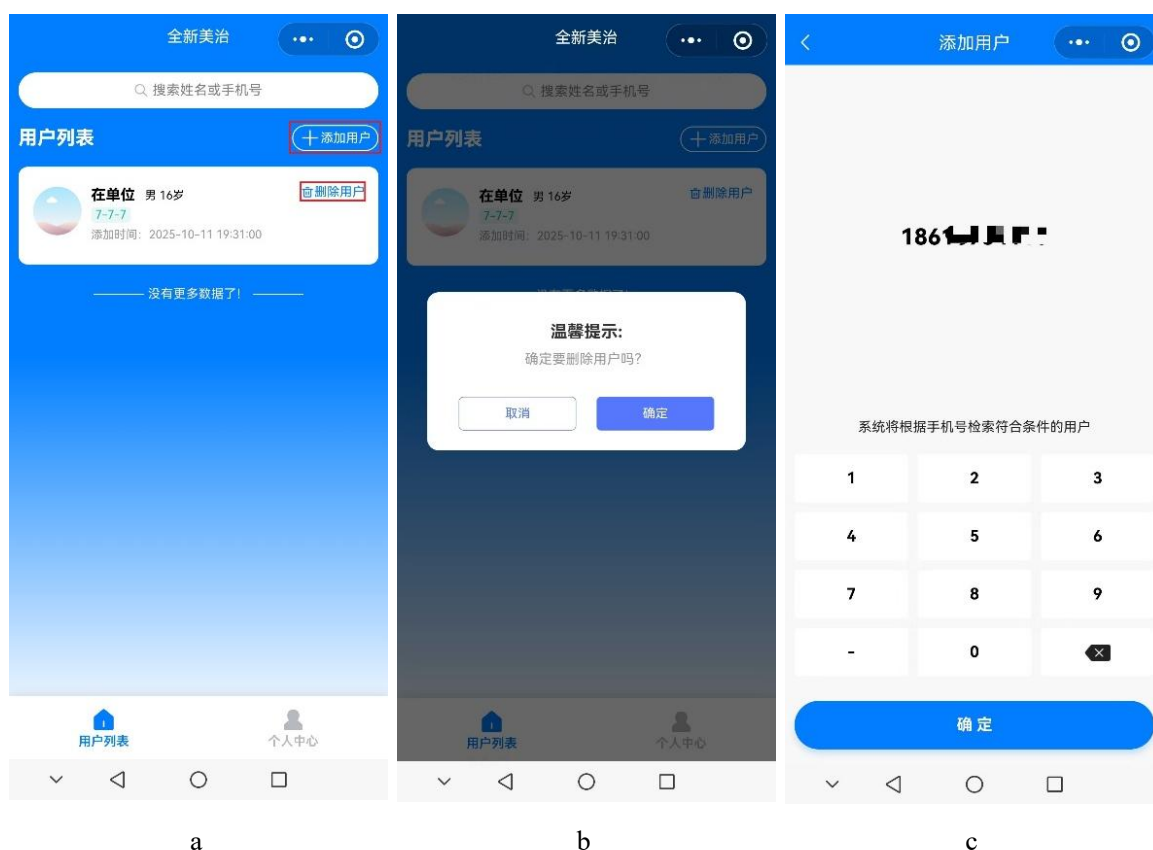 全新美治
搜索姓名或手机号
用户列表
添加用户
在单位 男 16岁
删除用户
7-7-7
添加时间: 2025-10-11 19:31:00
没有更多数据了!
用户列表
个人中心
a
全新美治
搜索姓名或手机号
用户列表
添加用户
在单位 男 16岁
删除用户
7-7-7
添加时间: 2025-10-11 19:31:00
温馨提示:
确定要删除用户吗?
取消
确定
用户列表
个人中心
b
添加用户
186
系统将根据手机号检索符合条件的用户
1 2 3
4 5 6
7 8 9
- 0
确定
c